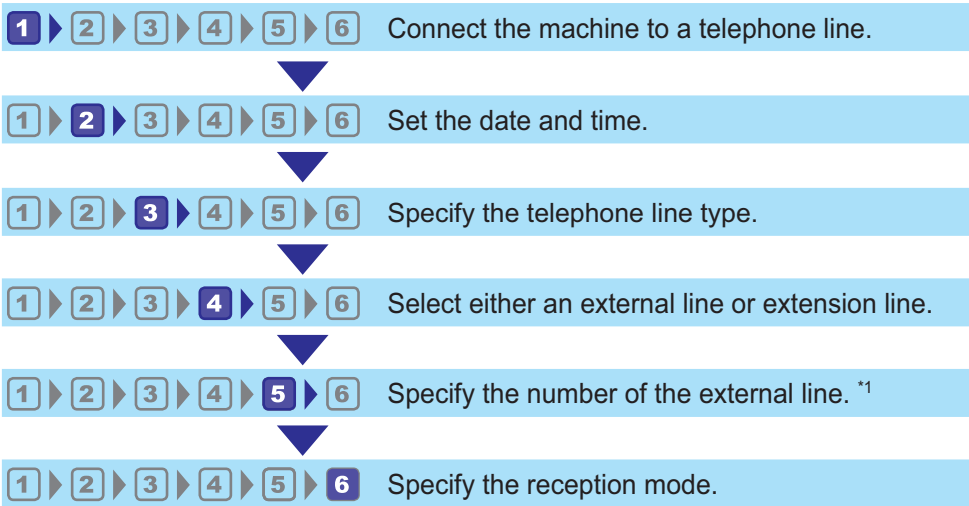 1 2 3 4 5 6 Connect the machine to a telephone line.
1 2 3 4 5 6 Set the date and time.
1 2 3 4 5 6 Specify the telephone line type.
1 2 3 4 5 6 Select either an external line or extension line.
1 2 3 4 5 6 Specify the number of the external line. *1
1 2 3 4 5 6 Specify the reception mode.